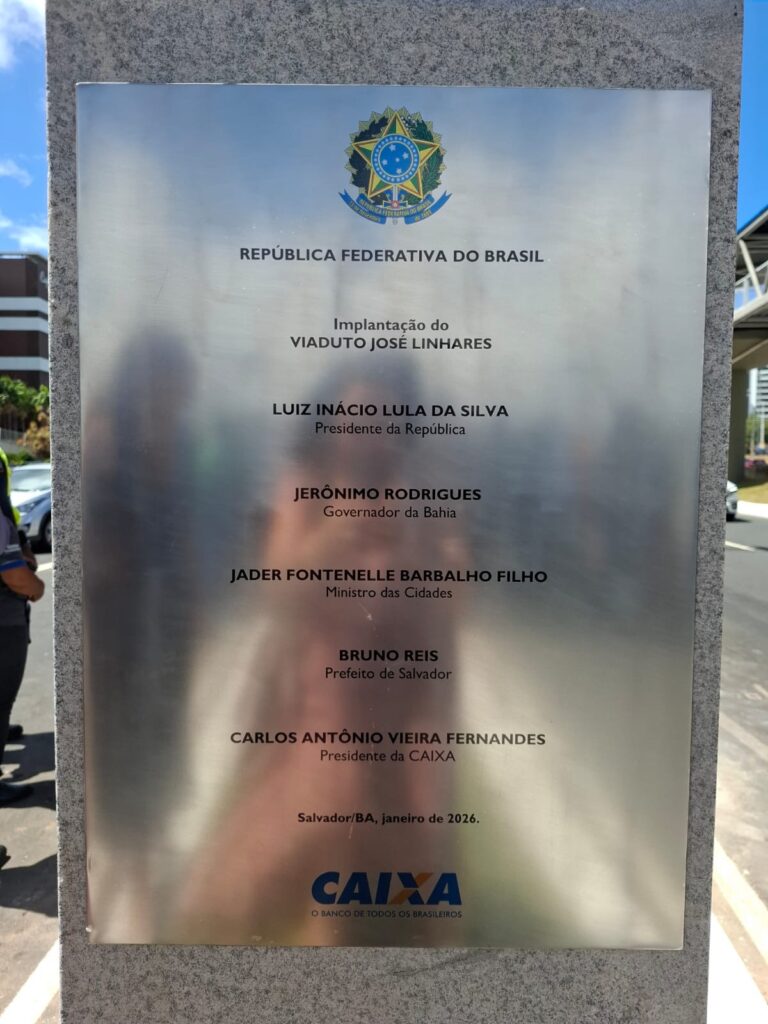 REPÚBLICA FEDERATIVA DO BRASIL
Implantação do
VIADUTO JOSÉ LINHARES
LUIZ INÁCIO LULA DA SILVA
Presidente da República
JERÔNIMO RODRIGUES
Governador da Bahia
JADER FONTENELLE BARBALHO FILHO
Ministro das Cidades
BRUNO REIS
Prefeito de Salvador
CARLOS ANTÔNIO VIEIRA FERNANDES
Presidente da CAIXA
Salvador/BA, janeiro de 2026.
CAIXA
O BANCO DE TODOS OS BRASILEIROS